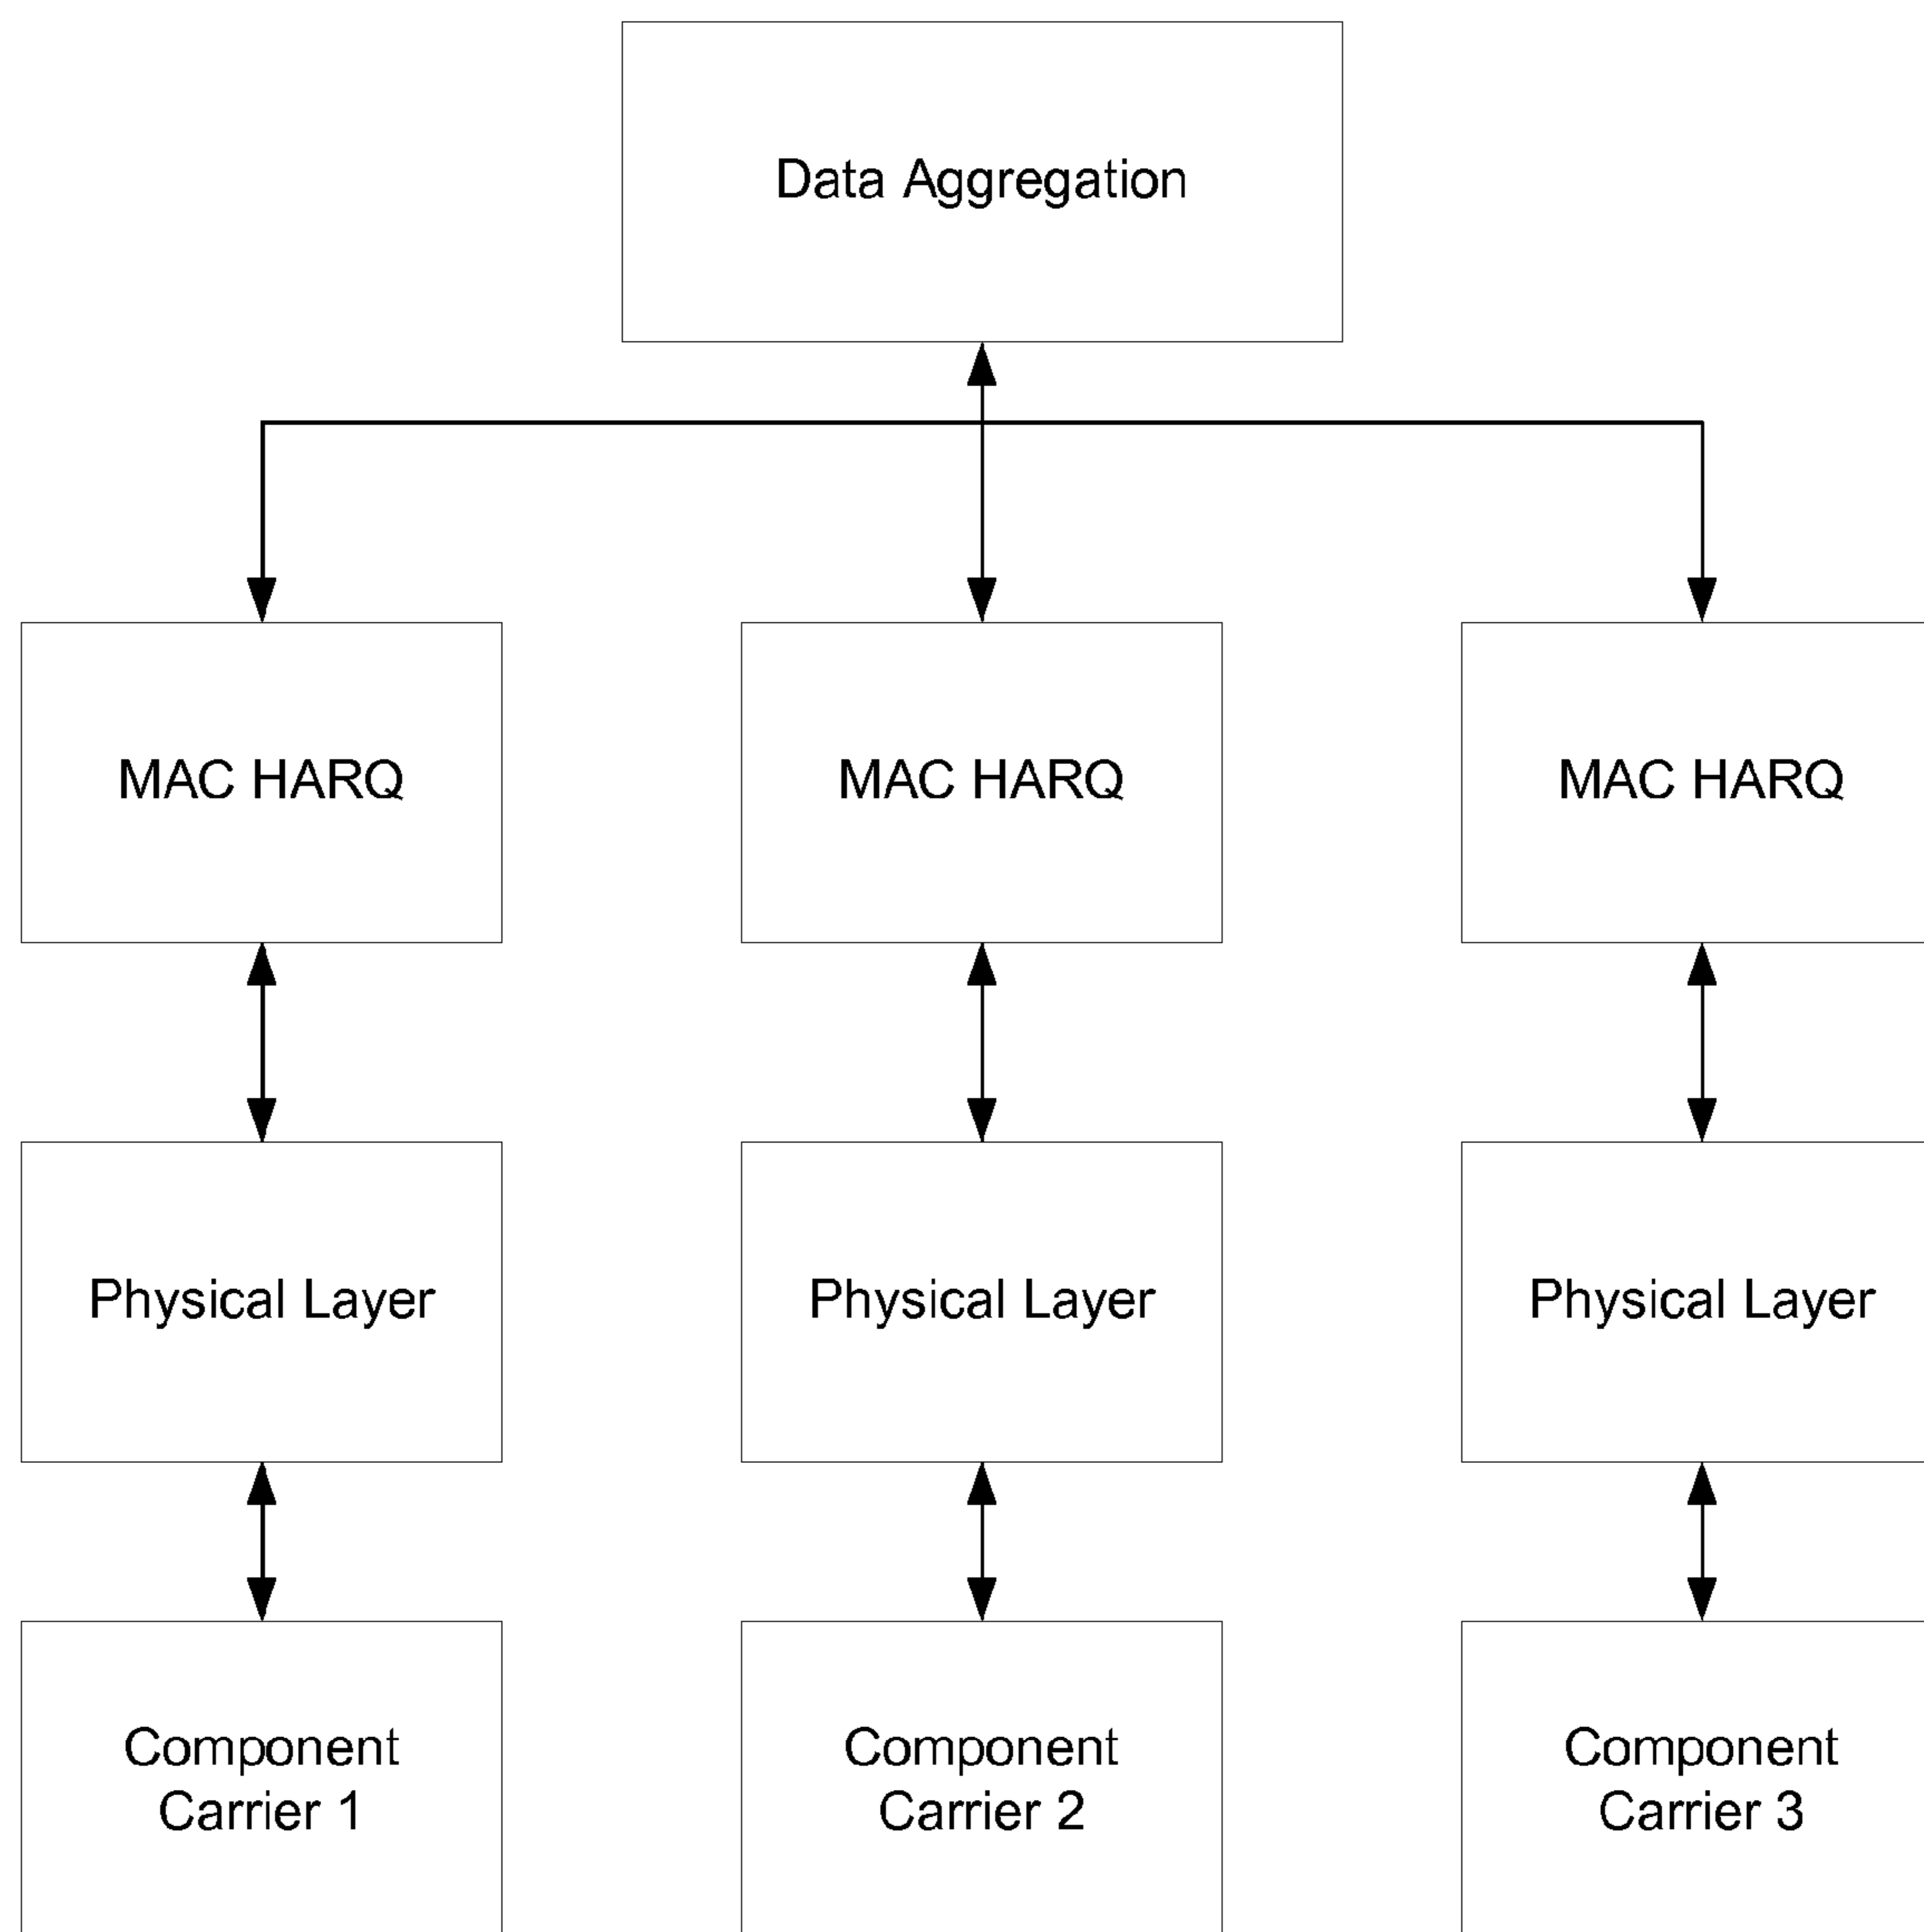 Data Aggregation
MAC HARQ
MAC HARQ
MAC HARQ
Physical Layer
Physical Layer
Physical Layer
Component
Carrier 1
Component
Carrier 2
Component
Carrier 3